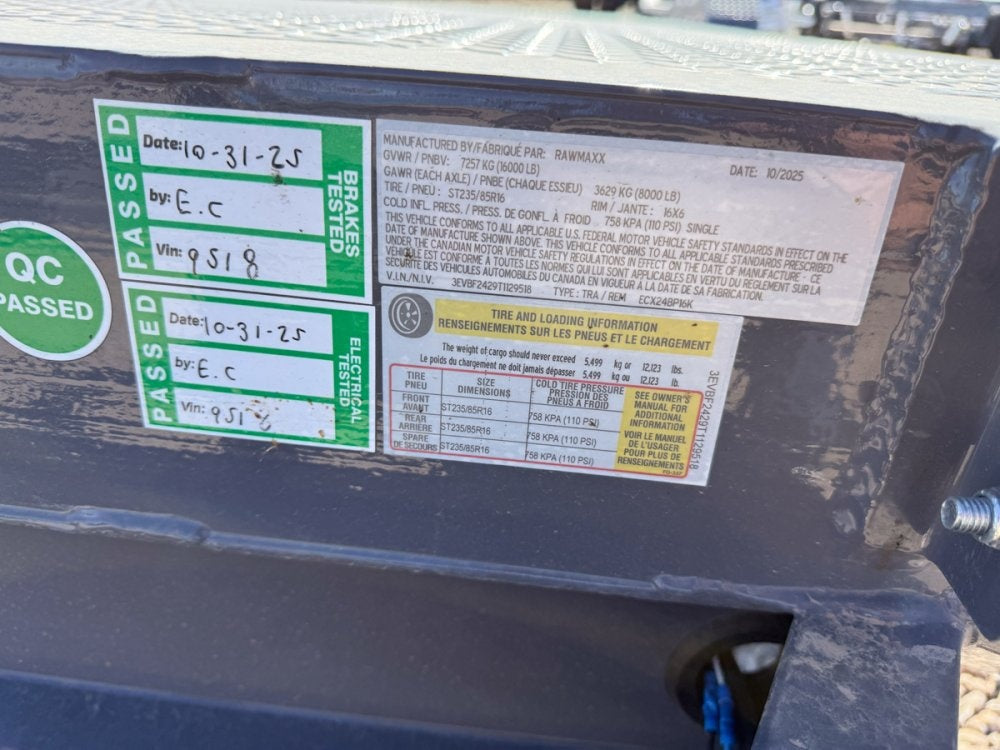 PASSED
Date: 10-31-25
by: E.C
Vin: 9518
BRAKES TESTED
QC
PASSED
PASSED
Date: 10-31-25
by: E.C
Vin: 9518
ELECTRICAL TESTED
MANUFACTURED BY/FABRIQUÉ PAR: RAWMAXX DATE: 10/2025
GVWR / PNBV: 7257 KG (16000 LB)
GAWR (EACH AXLE) / PNBE (CHAQUE ESSIEU) 3629 KG (8000 LB)
TIRE / PNEU : ST235/85R16 RIM / JANTE : 16X6
COLD INFL. PRESS. / PRESS. DE GONFL. À FROID 758 KPA (110 PSI) SINGLE
THIS VEHICLE CONFORMS TO ALL APPLICABLE U.S. FEDERAL MOTOR VEHICLE SAFETY STANDARDS IN EFFECT ON THE
DATE OF MANUFACTURE SHOWN ABOVE. THIS VEHICLE CONFORMS TO ALL APPLICABLE STANDARDS PRESCRIBED
UNDER THE CANADIAN MOTOR VEHICLE SAFETY REGULATIONS IN EFFECT ON THE DATE OF MANUFACTURE - CE
VEHICULE EST CONFORME A TOUTES LES NORMES QUI LUI SONT APPLICABLES EN VERTU DU REGLEMENT SUR LA
SECURITE DES VEHICULES AUTOMOBILES DU CANADA EN VIGUEUR A LA DATE DE SA FABRICATION.
V.I.N./N.I.V. 3EVBF2429T1129518 TYPE : TRA / REM ECX24BP16K
TIRE AND LOADING INFORMATION
RENSEIGNEMENTS SUR LES PNEUS ET LE CHARGEMENT
The weight of cargo should never exceed 5,499 kg or 12,123 lbs.
Le poids du chargement ne doit jamais dépasser 5,499 kg ou 12,123 lb.
TIRE PNEU
SIZE DIMENSIONS
COLD TIRE PRESSURE PRESSION DES PNEUS À FROID
FRONT AVANT ST235/85R16 758 KPA (110 PSI)
REAR ARRIERE ST235/85R16 758 KPA (110 PSI)
SPARE DE SECOURS ST235/85R16 758 KPA (110 PSI)
SEE OWNER'S
MANUAL FOR
ADDITIONAL
INFORMATION
VOIR LE MANUEL
DE L'USAGER
POUR PLUS DE
RENSEIGNEMENTS
3EVBF2429T1129518